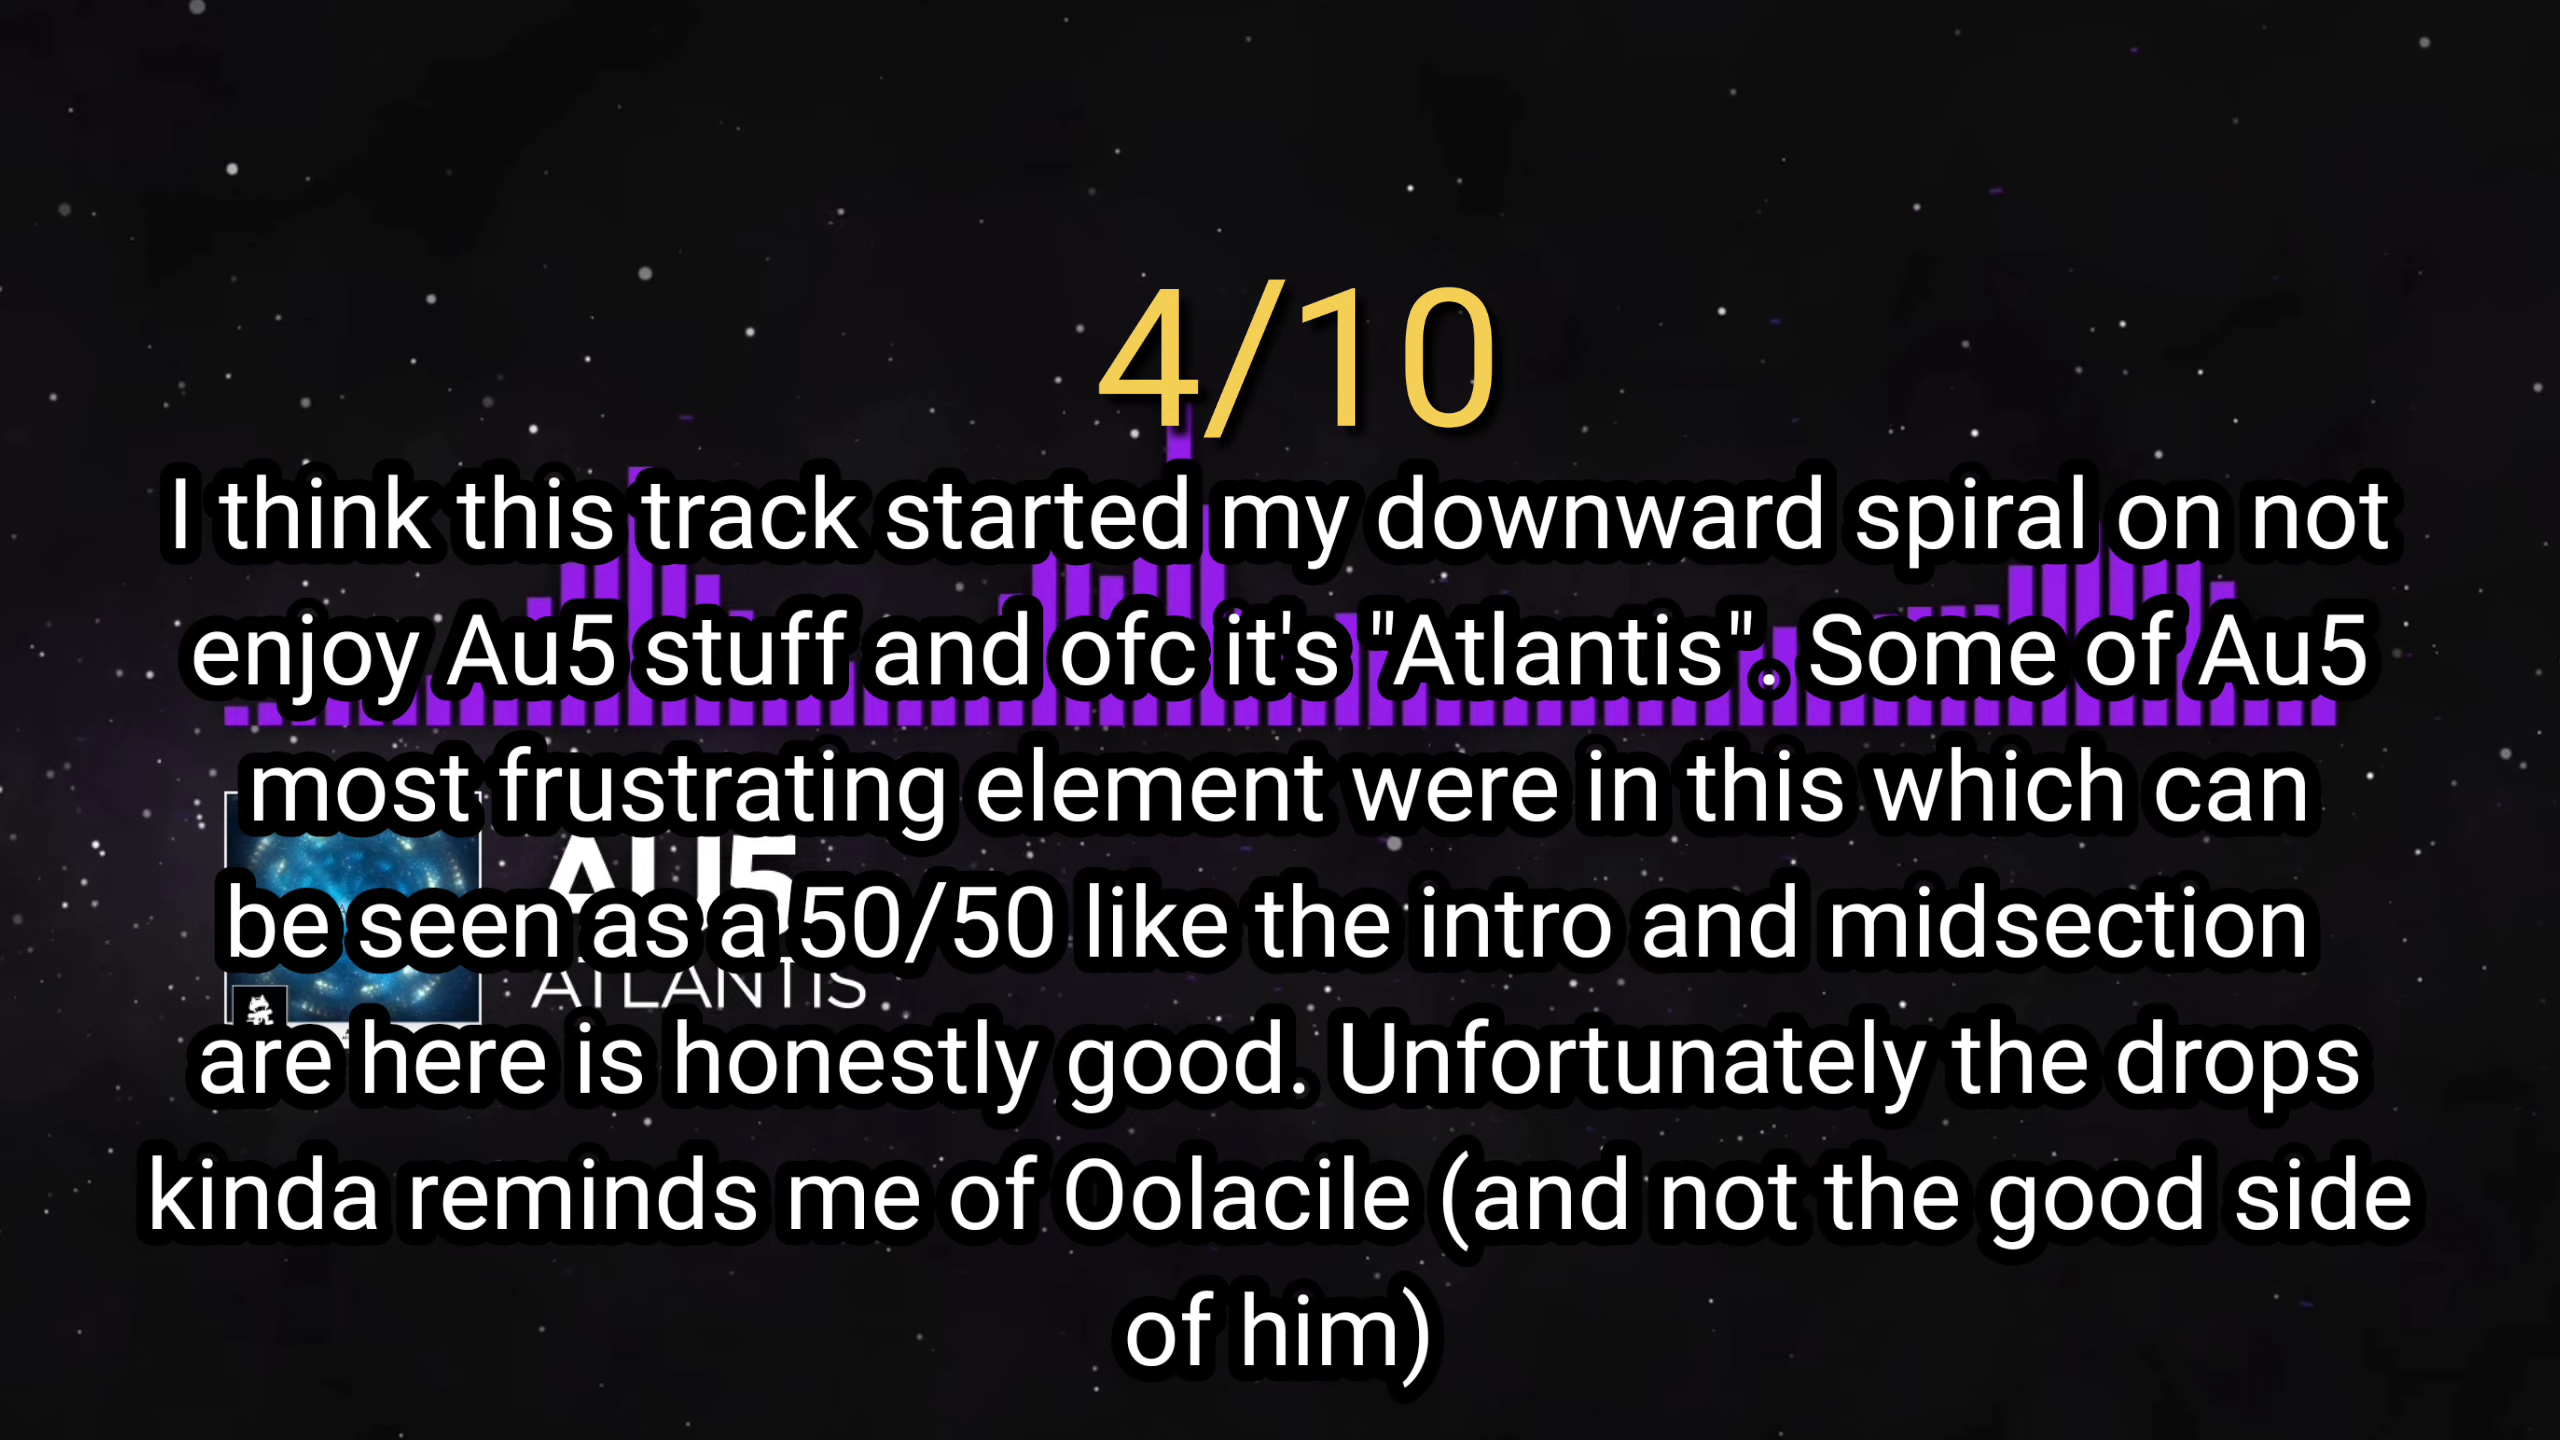 4/10
I think this track started my downward spiral on not
enjoy Au5 stuff and ofc it's "Atlantis". Some of Au5
most frustrating element were in this which can
AU5
be seen as a 50/50 like the intro and midsection
ATLANTIS
are here is honestly good. Unfortunately the drops
kinda reminds me of Oolacile (and not the good side
of him)